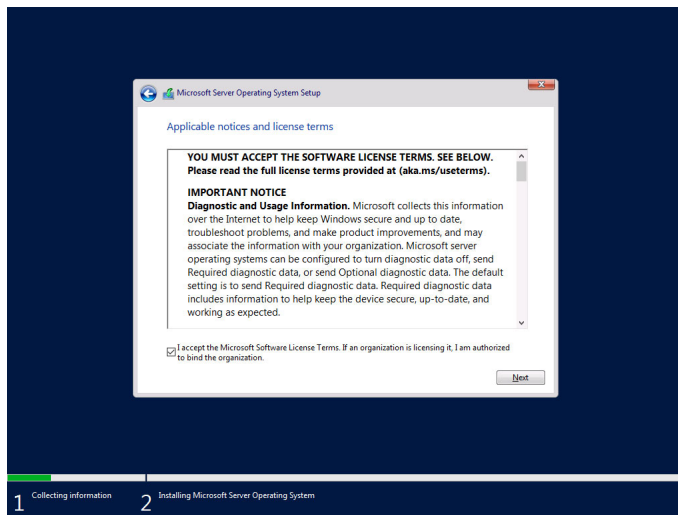 Microsoft Server Operating System Setup
Applicable notices and license terms
YOU MUST ACCEPT THE SOFTWARE LICENSE TERMS. SEE BELOW.
Please read the full license terms provided at (aka.ms/useterms).
IMPORTANT NOTICE
Diagnostic and Usage Information. Microsoft collects this information
over the Internet to help keep Windows secure and up to date,
troubleshoot problems, and make product improvements, and may
associate the information with your organization. Microsoft server
operating systems can be configured to turn diagnostic data off, send
Required diagnostic data, or send Optional diagnostic data. The default
setting is to send Required diagnostic data. Required diagnostic data
includes information to help keep the device secure, up-to-date, and
working as expected.
I accept the Microsoft Software License Terms. If an organization is licensing it, I am authorized
to bind the organization.
Next
1 Collecting information
2 Installing Microsoft Server Operating System